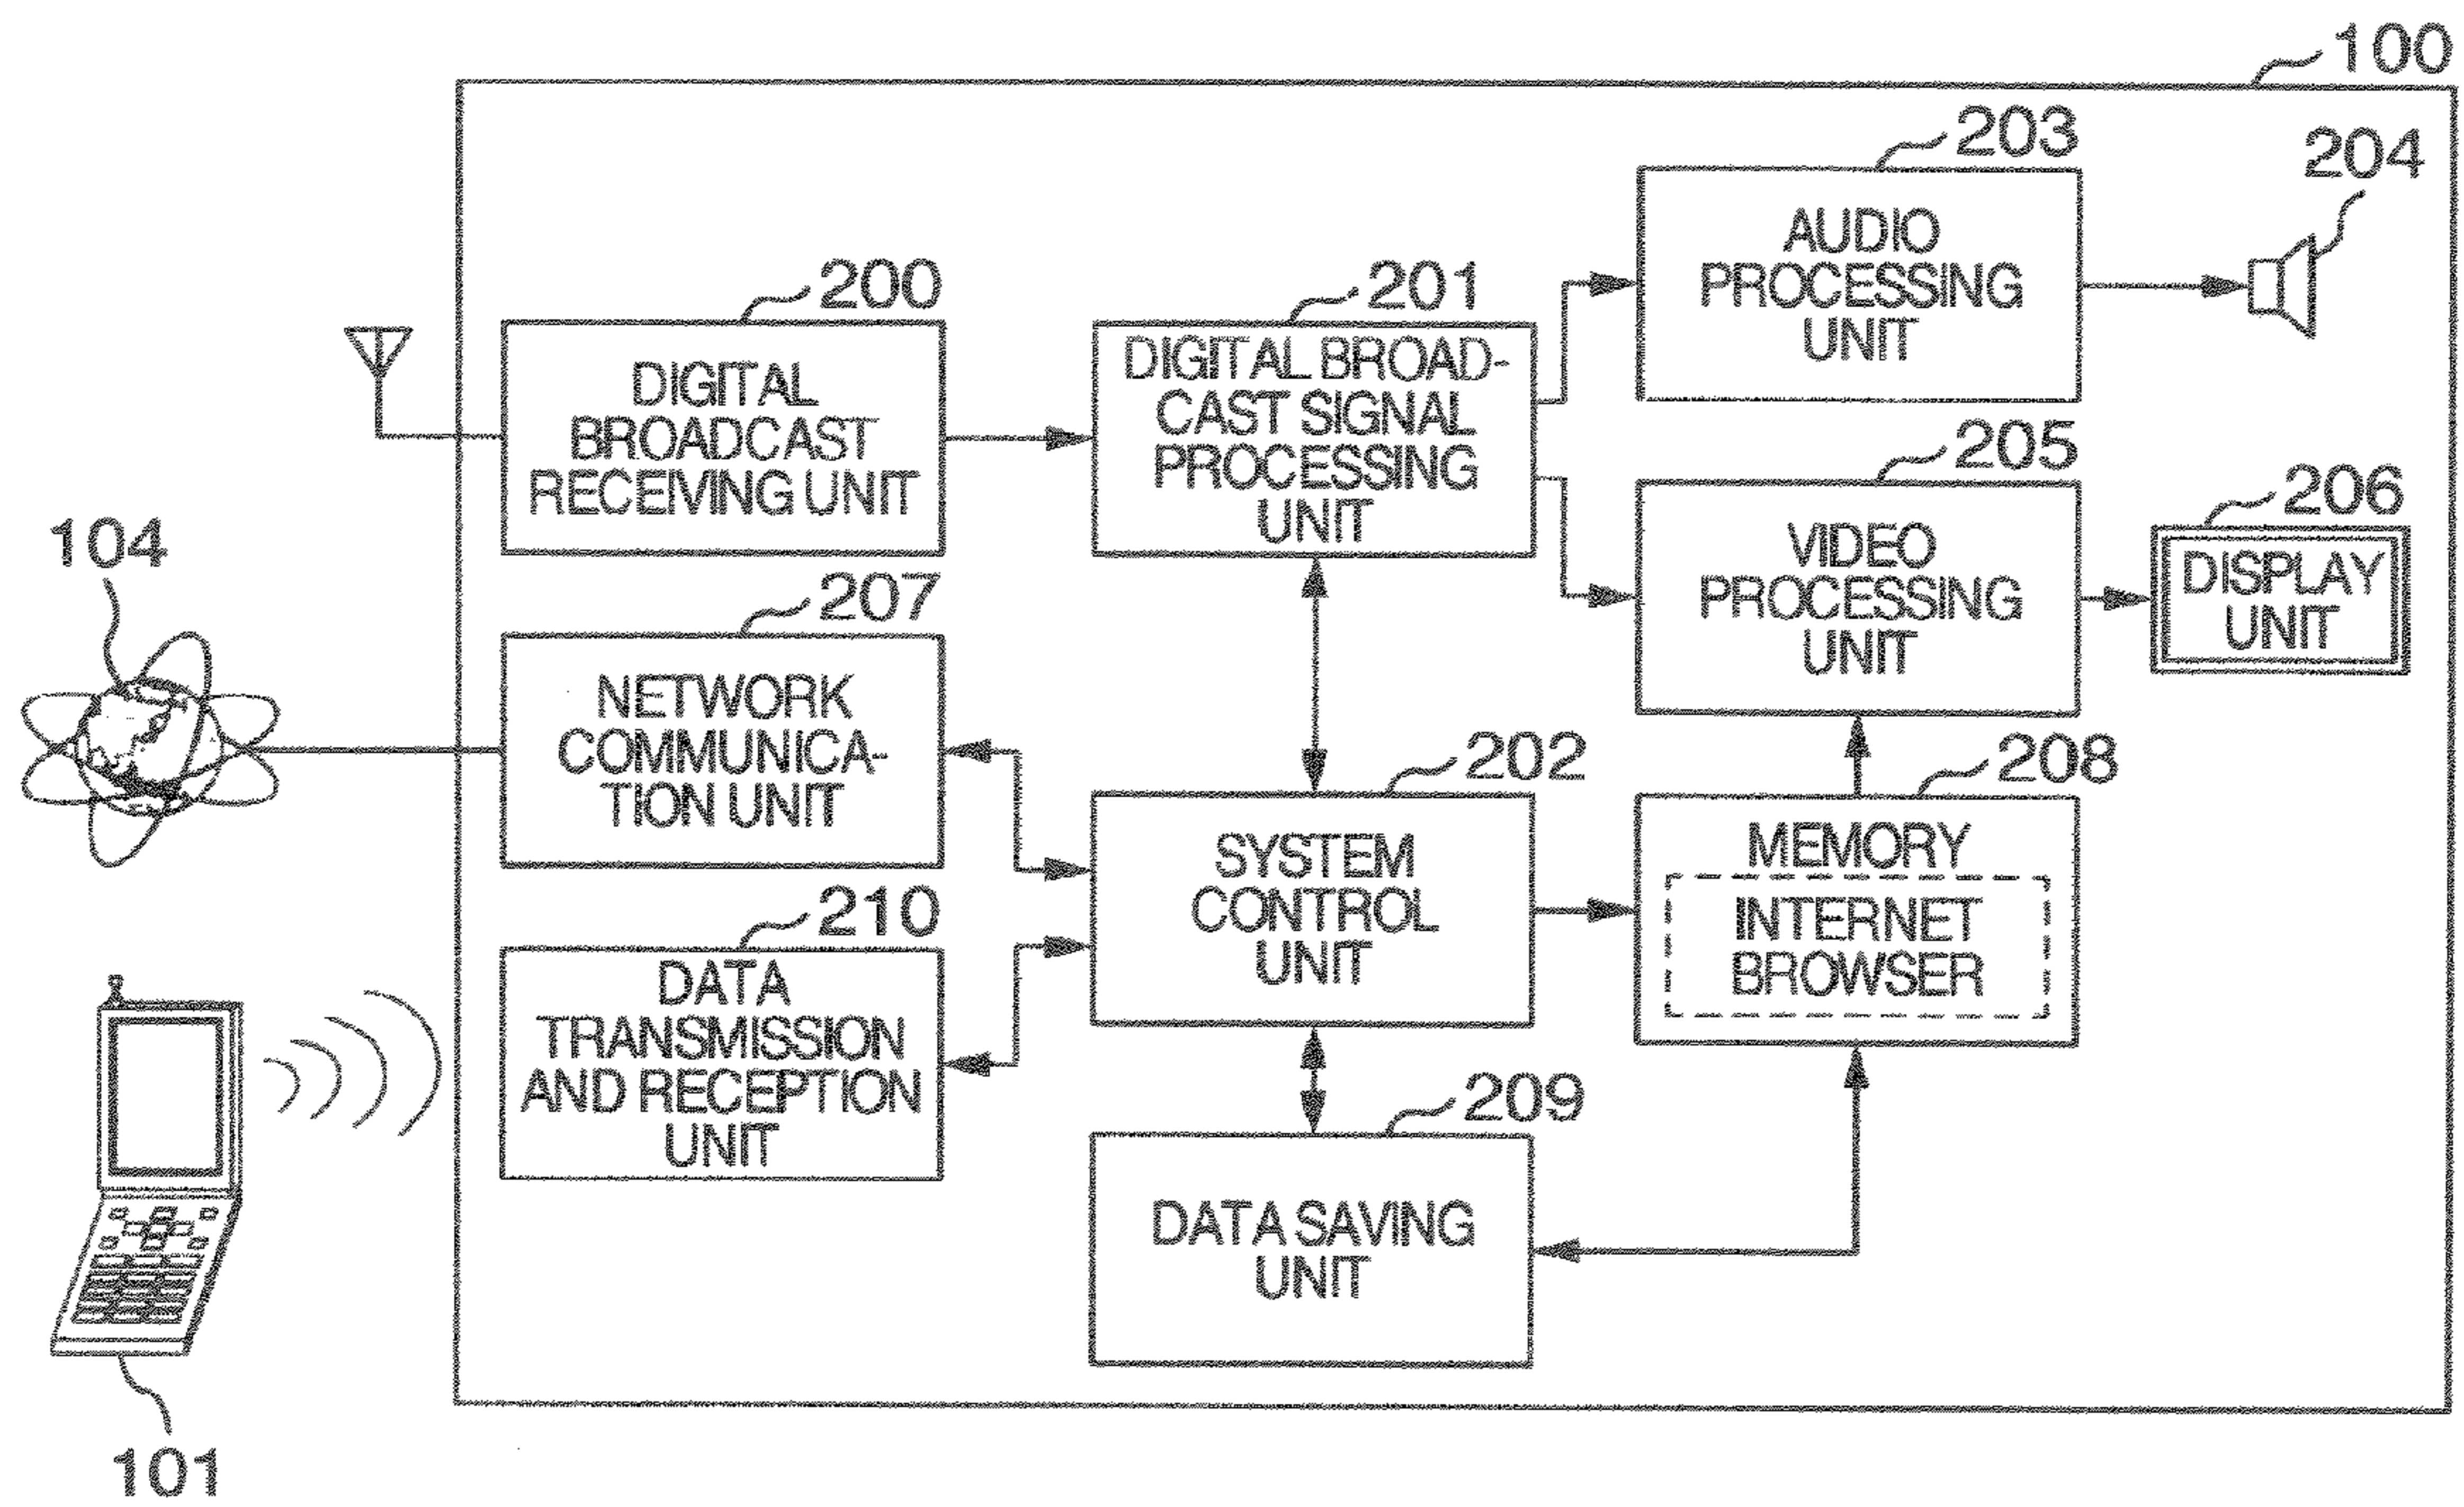 100
203
204
AUDIO
PROCESSING
UNIT
200
201
DIGITAL
BROADCAST
RECEIVING UNIT
DIGITAL BROAD-
CAST SIGNAL
PROCESSING
UNIT
205
206
VIDEO
PROCESSING
UNIT
DISPLAY
UNIT
104
207
NETWORK
COMMUNICA-
TION UNIT
202
208
SYSTEM
CONTROL
UNIT
MEMORY
INTERNET
BROWSER
210
DATA
TRANSMISSION
AND RECEPTION
UNIT
209
DATA SAVING
UNIT
101